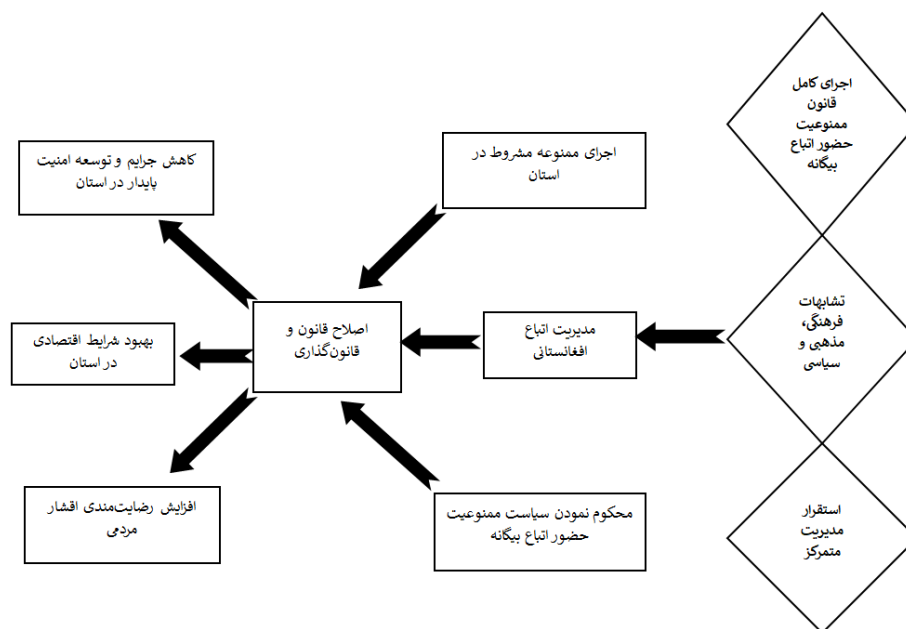 اجرای کامل
قانون
ممنوعیت
حضور اتباع
بیگانه
تشابهات
فرهنگی،
مذهبی و
سیاسی
استقرار
مدیریت
متمرکز
اجرای ممنوعه مشروط در
استان
مدیریت اتباع
افغانستانی
محکوم نمودن سیاست ممنوعیت
حضور اتباع بیگانه
اصلاح قانون و
قانون‌گذاری
کاهش جرایم و توسعه امنیت
پایدار در استان
بهبود شرایط اقتصادی
در استان
افزایش رضایت‌مندی اقشار
مردمی